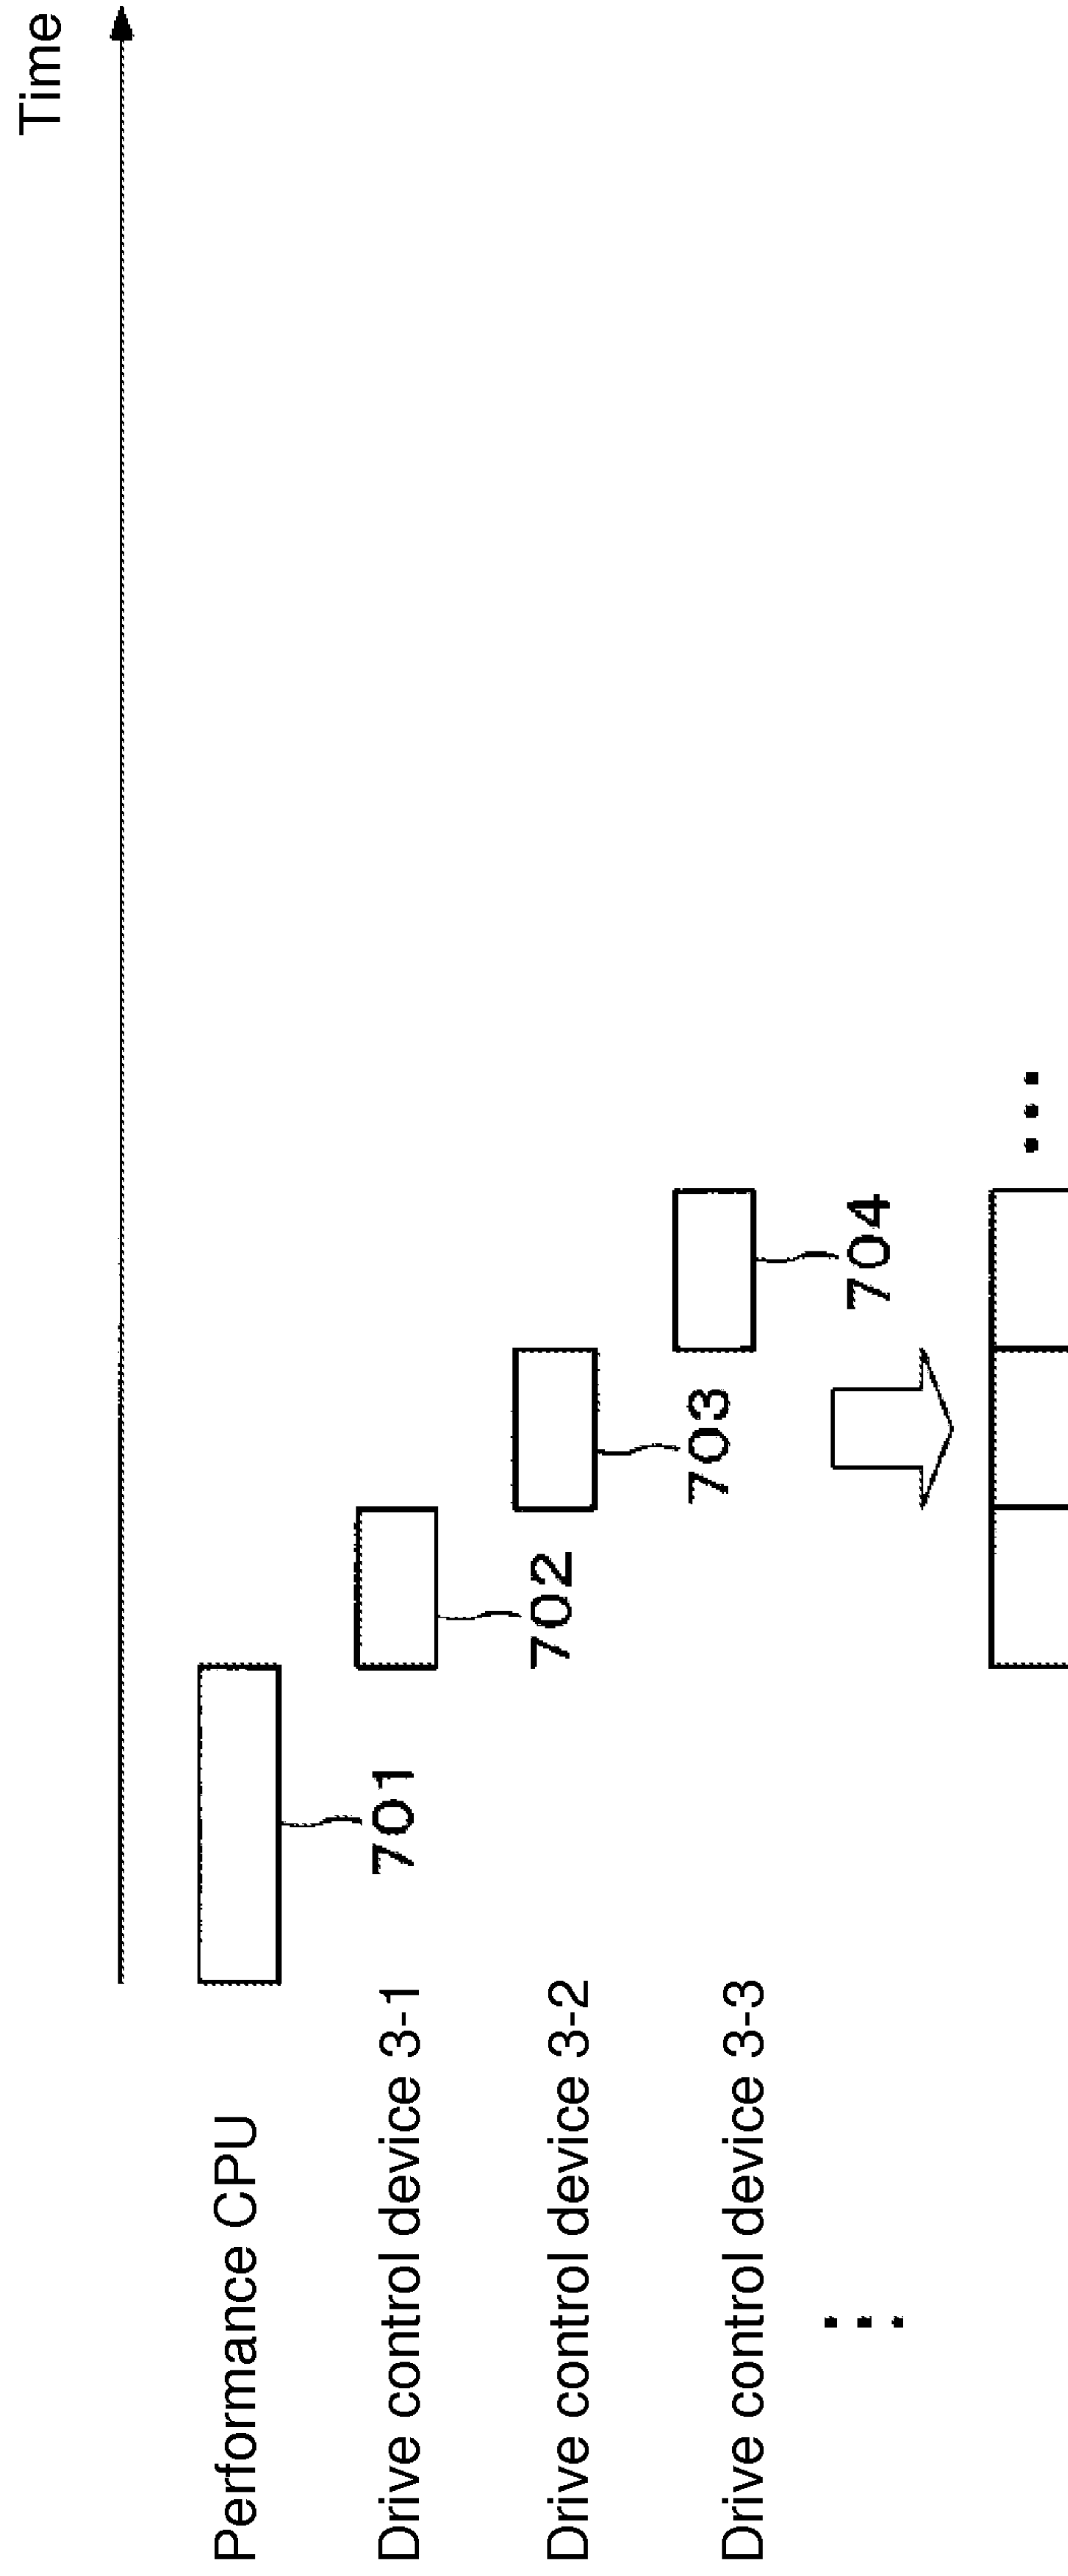 Time
Performance CPU
701
Drive control device 3-1
702
Drive control device 3-2
703
Drive control device 3-3
704